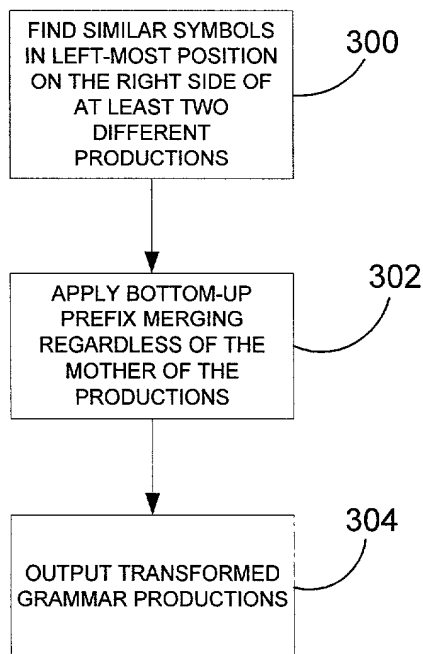 FIND SIMILAR SYMBOLS
IN LEFT-MOST POSITION
ON THE RIGHT SIDE OF
AT LEAST TWO
DIFFERENT
PRODUCTIONS
300
APPLY BOTTOM-UP
PREFIX MERGING
REGARDLESS OF THE
MOTHER OF THE
PRODUCTIONS
302
OUTPUT TRANSFORMED
GRAMMAR PRODUCTIONS
304